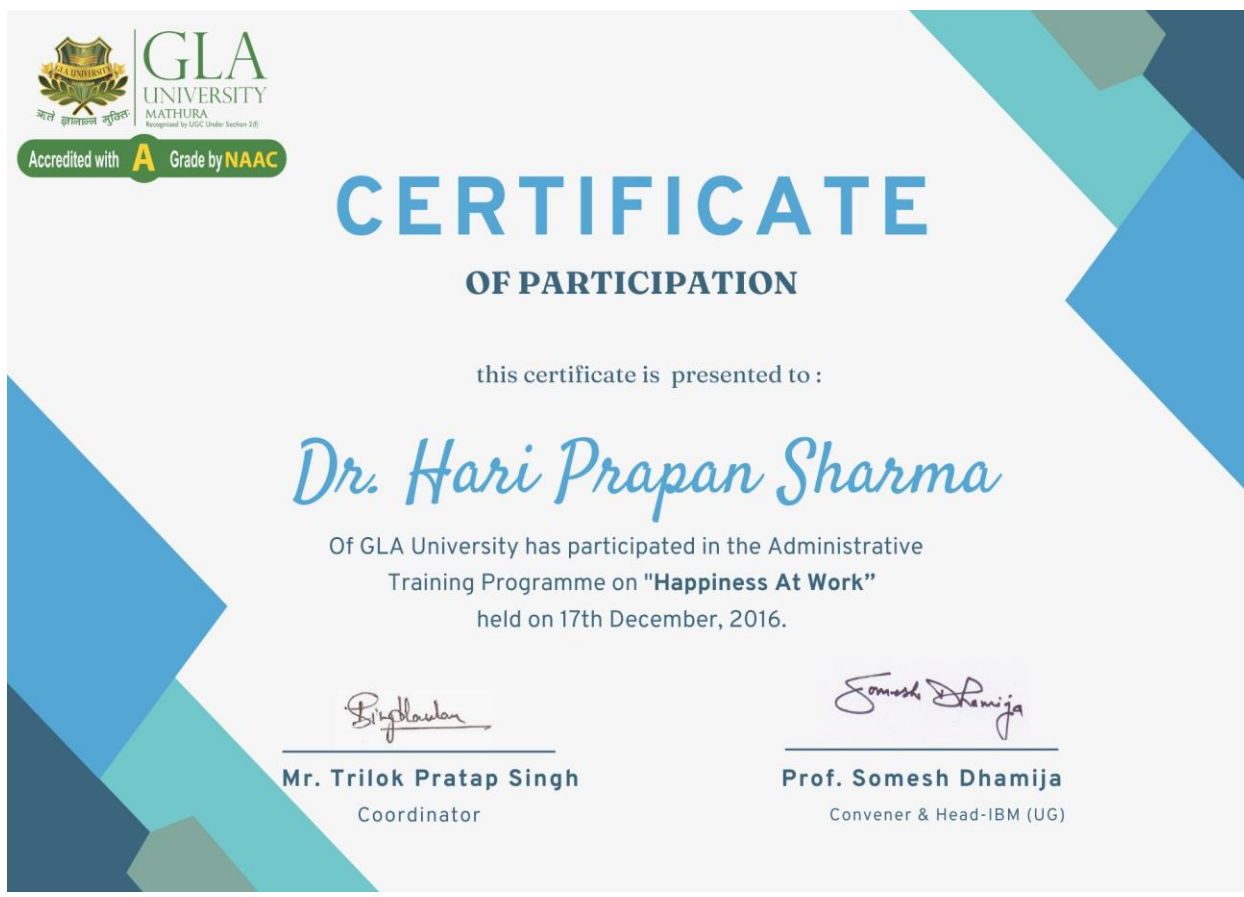 GLA UNIVERSITY
ऋते ज्ञानान्न मुक्तिः
GLA
UNIVERSITY
MATHURA
Recognised by UGC Under Section 2(f)
Accredited with A Grade by NAAC
CERTIFICATE
OF PARTICIPATION
this certificate is presented to :
Dr. Hari Prapan Sharma
Of GLA University has participated in the Administrative
Training Programme on "Happiness At Work”
held on 17th December, 2016.
Somesh Dhamija
Mr. Trilok Pratap Singh
Coordinator
Prof. Somesh Dhamija
Convener & Head-IBM (UG)